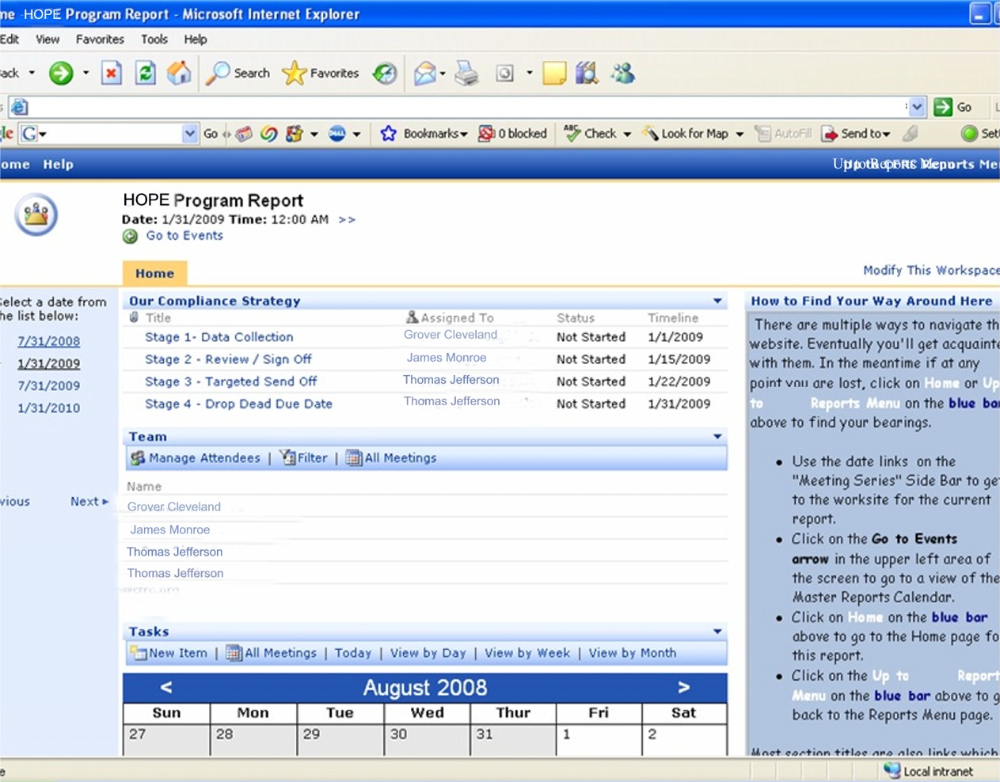 me - HOPE Program Report - Microsoft Internet Explorer
Edit View Favorites Tools Help
ack Search Favorites
Go
le G Go Bookmarks 0 blocked ABC Check Look for Map AutoFill Send to Set
ome Help
HOPE Program Report
Date: 1/31/2009 Time: 12:00 AM >>
Go to Events
Home
Modify This Workspace
Select a date from
he list below:
7/31/2008
1/31/2009
7/31/2009
1/31/2010
vious Next
Our Compliance Strategy
Title Assigned To Status Timeline
Stage 1- Data Collection Grover Cleveland Not Started 1/1/2009
Stage 2 - Review / Sign Off James Monroe Not Started 1/15/2009
Stage 3 - Targeted Send Off Thomas Jefferson Not Started 1/22/2009
Stage 4 - Drop Dead Due Date Thomas Jefferson Not Started 1/31/2009
Team
Manage Attendees | Filter | All Meetings
Name
Grover Cleveland
James Monroe
Thomas Jefferson
Thomas Jefferson
Tasks
New Item | All Meetings | Today | View by Day | View by Week | View by Month
< August 2008 >
Sun Mon Tue Wed Thur Fri Sat
27 28 29 30 31 1 2
How to Find Your Way Around Here
There are multiple ways to navigate th
website. Eventually you'll get acquainte
with them. In the meantime if at any
point you are lost, click on Home or Up
to Reports Menu on the blue bar
above to find your bearings.
• Use the date links on the
"Meeting Series" Side Bar to ge
to the worksite for the current
report.
• Click on the Go to Events
arrow in the upper left area of
the screen to go to a view of the
Master Reports Calendar.
• Click on Home on the blue bar
above to go to the Home page fo
this report.
• Click on the Up to Report
Menu on the blue bar above to g
back to the Reports Menu page.
Most section titles are also links which
e Local intranet